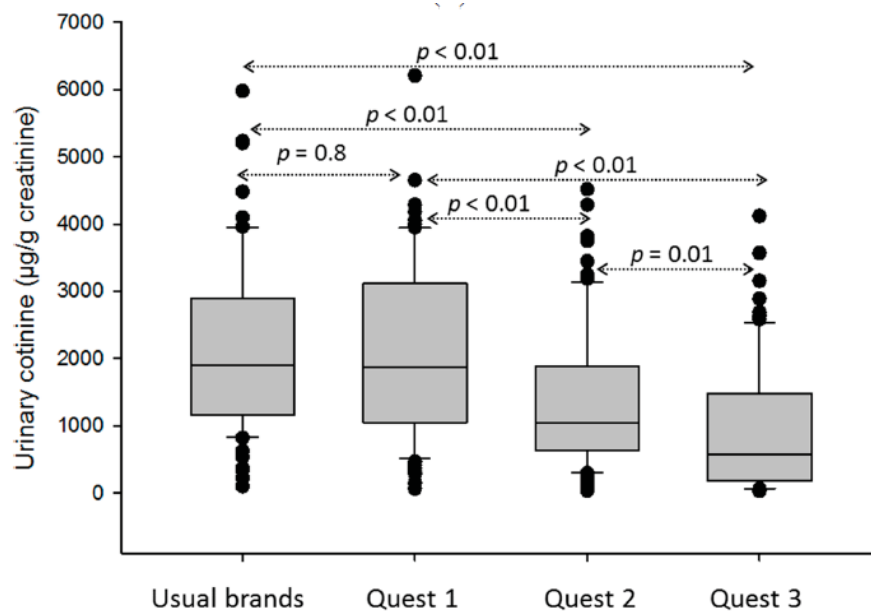 7000
p < 0.01
6000
p < 0.01
5000
p = 0.8
p < 0.01
4000
p < 0.01
p = 0.01
3000
2000
1000
0
Urinary cotinine (µg/g creatinine)
Usual brands Quest 1 Quest 2 Quest 3